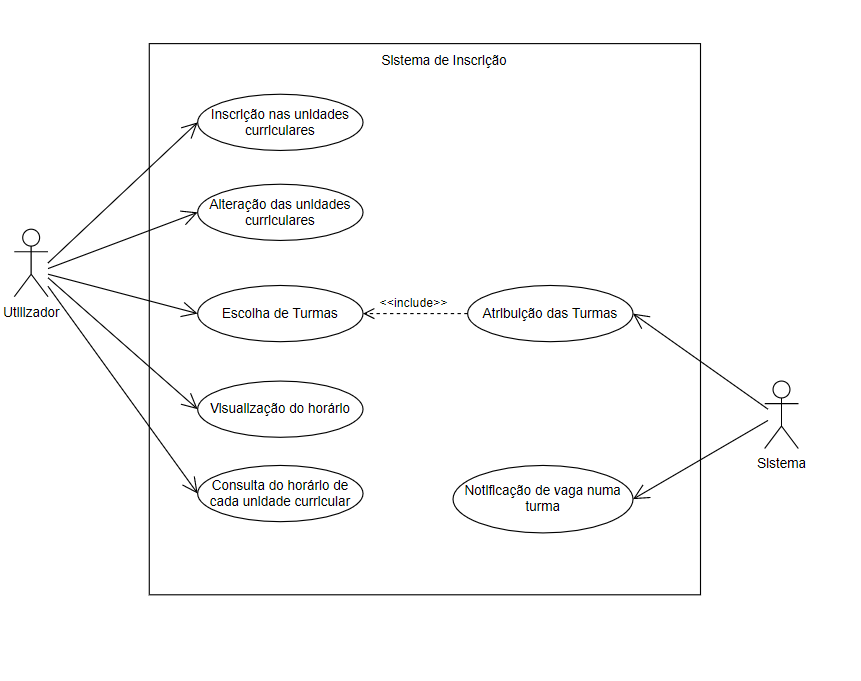 Sistema de Inscrição
Inscrição nas unidades
curriculares
Alteração das unidades
curriculares
Utilizador
Escolha de Turmas
<<include>>
Atribuição das Turmas
Visualização do horário
Sistema
Consulta do horário de
cada unidade curricular
Notificação de vaga numa
turma